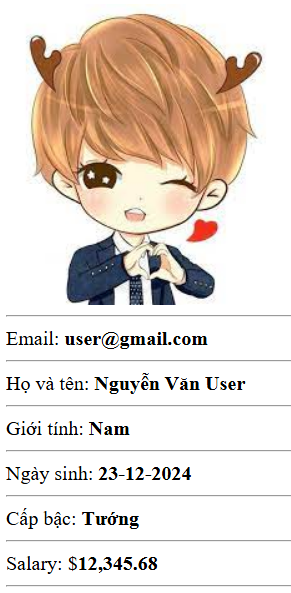 Email: user@gmail.com
Họ và tên: Nguyễn Văn User
Giới tính: Nam
Ngày sinh: 23-12-2024
Cấp bậc: Tướng
Salary: $12,345.68